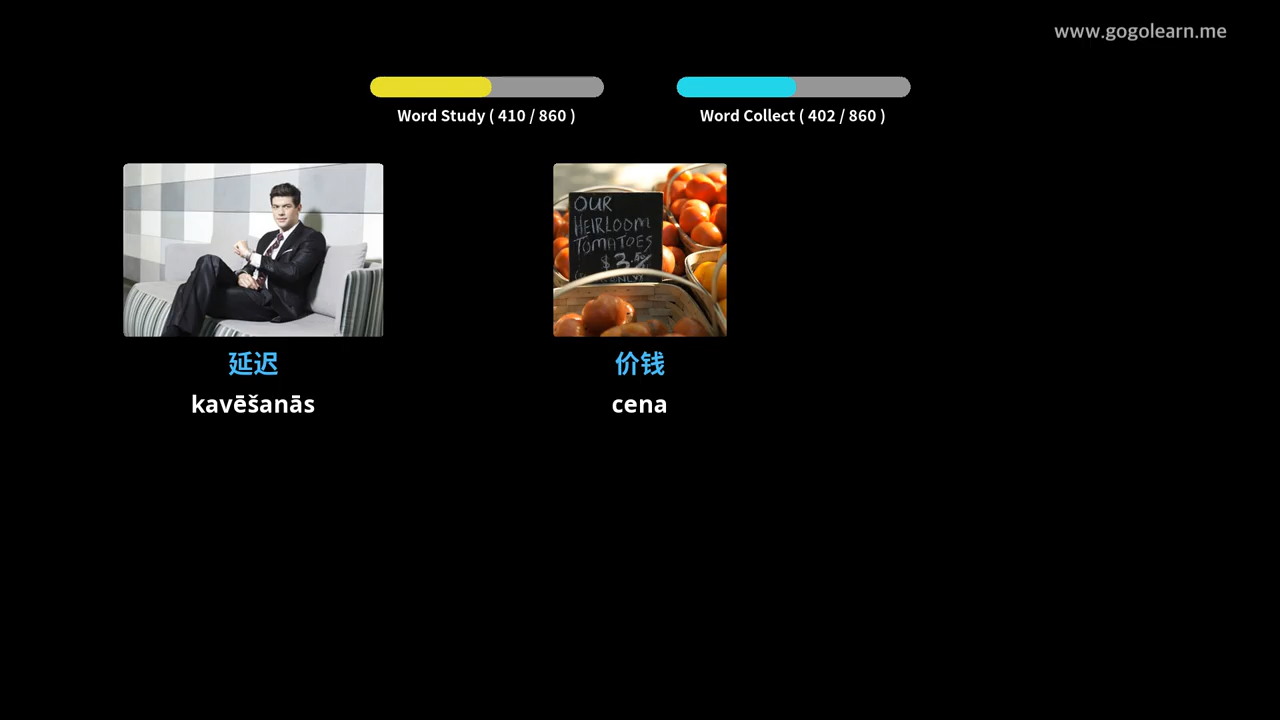 www.gogolearn.me
Word Study ( 410 / 860 )
Word Collect ( 402 / 860 )
OUR
HEIRLOOM
TOMATOES
延迟
kavēšanās
价钱
cena